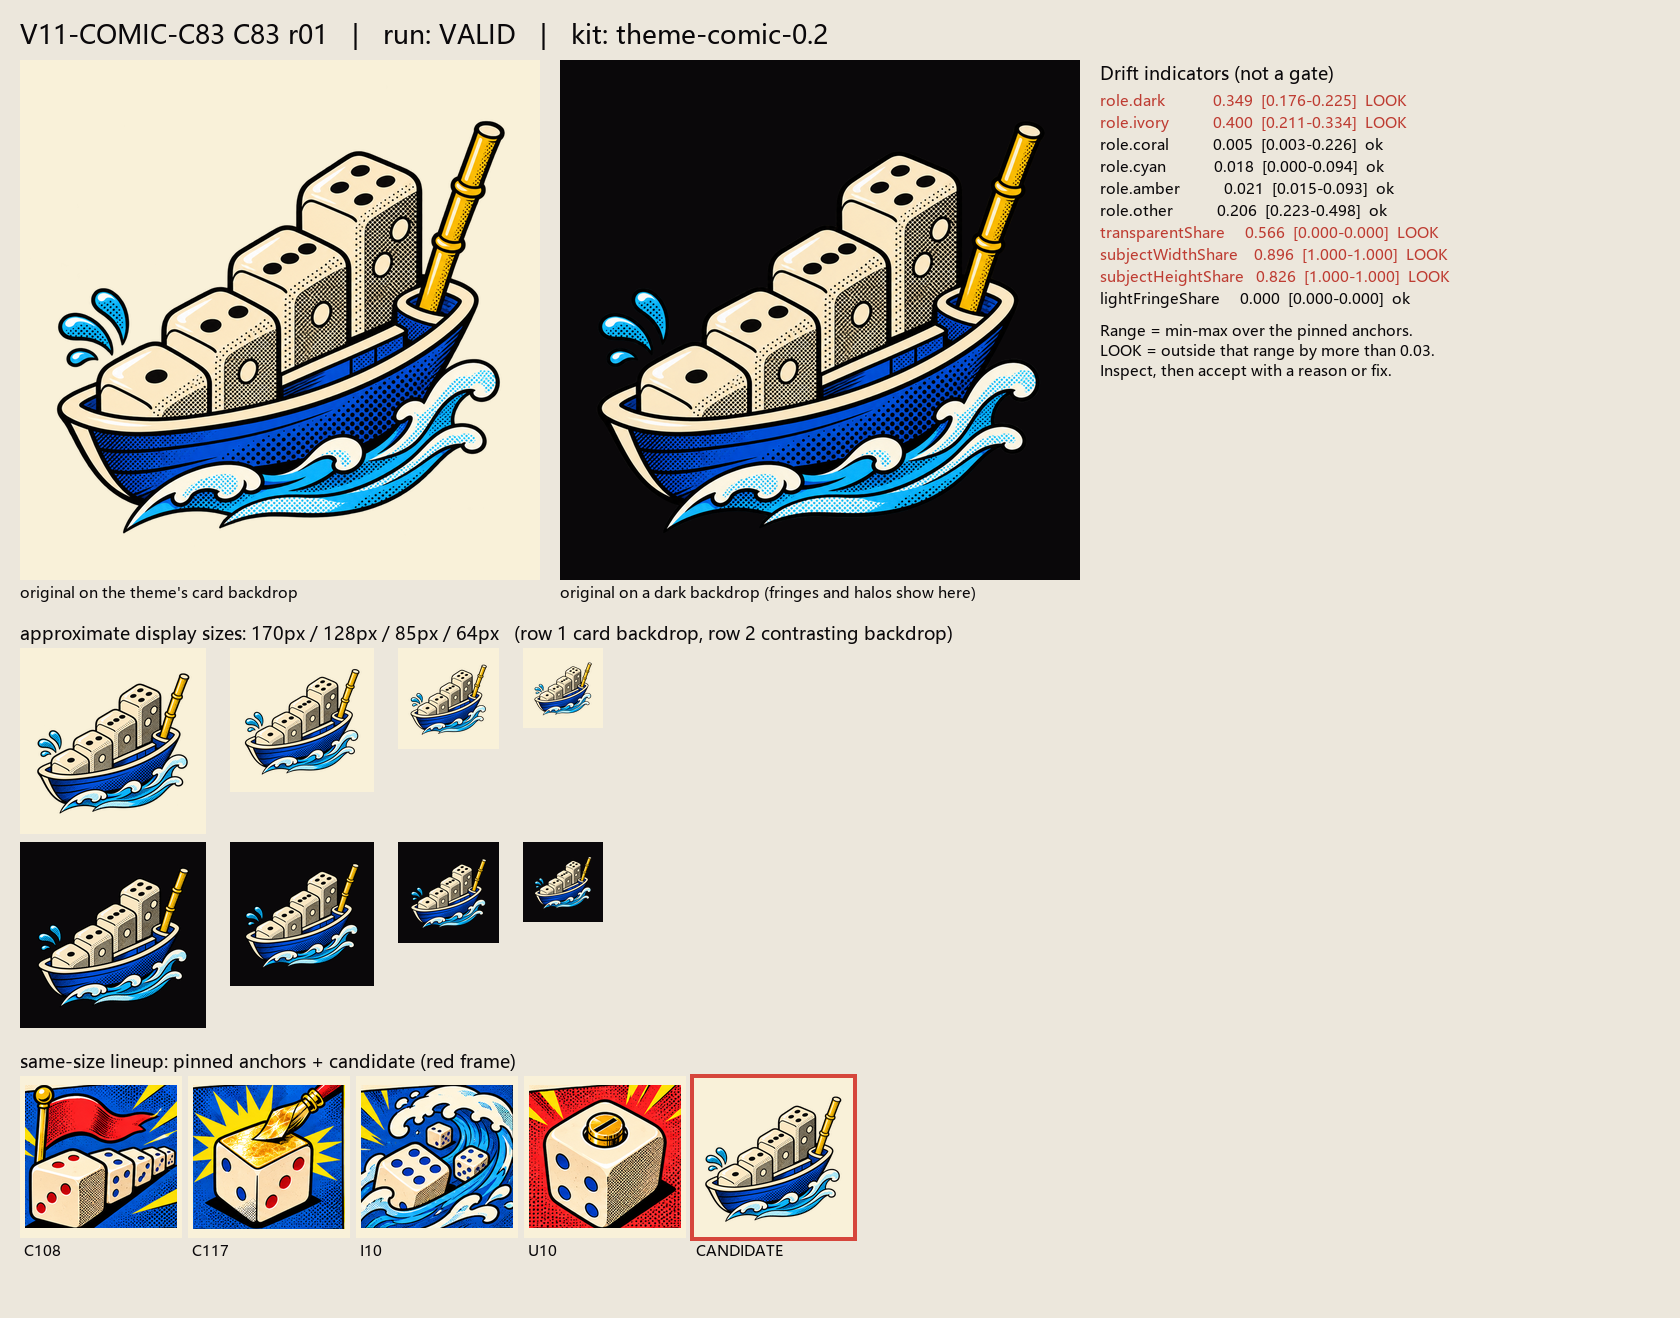 V11-COMIC-C83 C83 r01 | run: VALID | kit: theme-comic-0.2
Drift indicators (not a gate)
role.dark 0.349 [0.176-0.225] LOOK
role.ivory 0.400 [0.211-0.334] LOOK
role.coral 0.005 [0.003-0.226] ok
role.cyan 0.018 [0.000-0.094] ok
role.amber 0.021 [0.015-0.093] ok
role.other 0.206 [0.223-0.498] ok
transparentShare 0.566 [0.000-0.000] LOOK
subjectWidthShare 0.896 [1.000-1.000] LOOK
subjectHeightShare 0.826 [1.000-1.000] LOOK
lightFringeShare 0.000 [0.000-0.000] ok
Range = min-max over the pinned anchors.
LOOK = outside that range by more than 0.03.
Inspect, then accept with a reason or fix.
original on the theme's card backdrop
original on a dark backdrop (fringes and halos show here)
approximate display sizes: 170px / 128px / 85px / 64px (row 1 card backdrop, row 2 contrasting backdrop)
same-size lineup: pinned anchors + candidate (red frame)
C108
C117
I10
U10
CANDIDATE